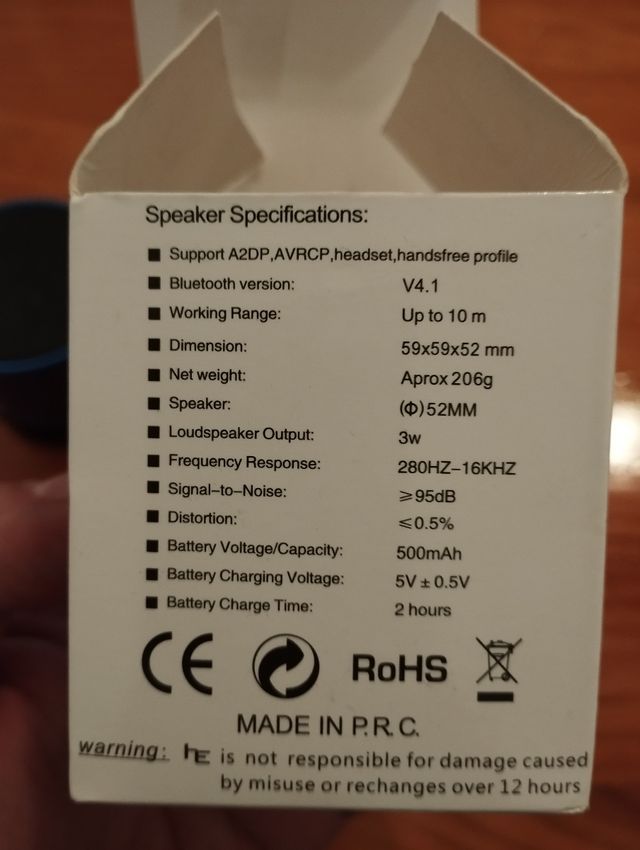 Speaker Specifications:
■ Support A2DP,AVRCP,headset,handsfree profile
■ Bluetooth version: V4.1
■ Working Range: Up to 10 m
■ Dimension: 59x59x52 mm
■ Net weight: Aprox 206g
■ Speaker: (Φ)52MM
■ Loudspeaker Output: 3w
■ Frequency Response: 280HZ-16KHZ
■ Signal-to-Noise: ≥95dB
■ Distortion: ≤0.5%
■ Battery Voltage/Capacity: 500mAh
■ Battery Charging Voltage: 5V ± 0.5V
■ Battery Charge Time: 2 hours
CE RoHS
MADE IN P.R.C.
warning: hE is not responsible for damage caused
by misuse or rechanges over 12 hours